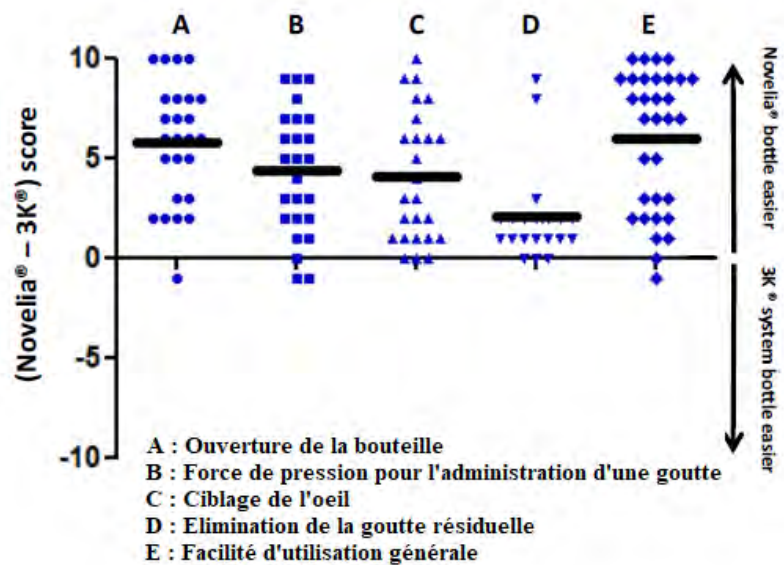 A B C D E
10
5
0
-5
-10
(Novelia® – 3K®) score
Novelia® bottle easier
3K ® system bottle easier
A : Ouverture de la bouteille
B : Force de pression pour l'administration d'une goutte
C : Ciblage de l'oeil
D : Elimination de la goutte résiduelle
E : Facilité d'utilisation générale